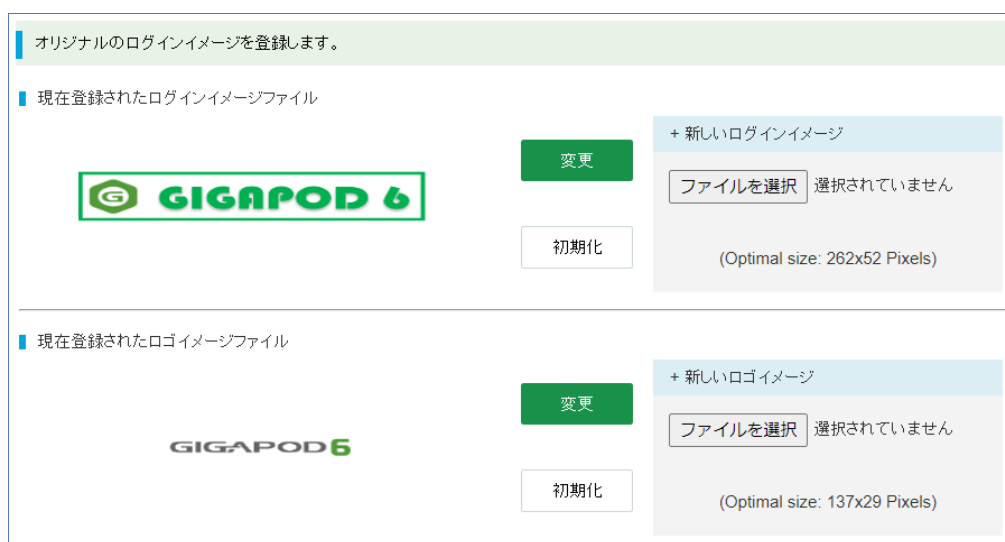 オリジナルのログインイメージを登録します。
現在登録されたログインイメージファイル
G GIGAPOD 6
変更
初期化
+ 新しいログインイメージ
ファイルを選択 選択されていません
(Optimal size: 262x52 Pixels)
現在登録されたロゴイメージファイル
GIGAPOD6
変更
初期化
+ 新しいロゴイメージ
ファイルを選択 選択されていません
(Optimal size: 137x29 Pixels)